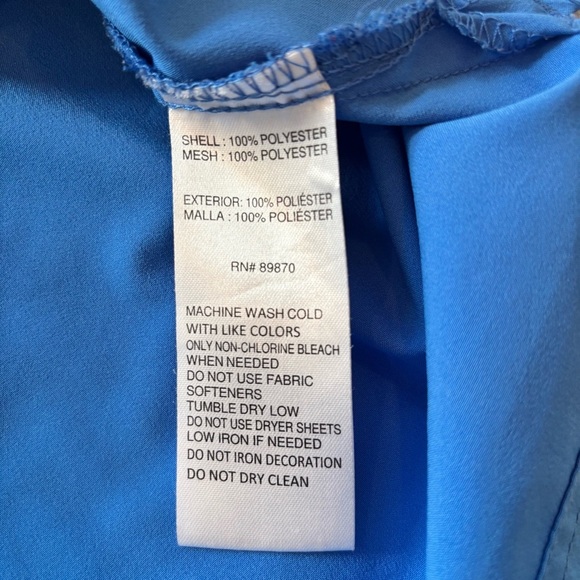 SHELL : 100% POLYESTER
MESH : 100% POLYESTER
EXTERIOR: 100% POLIÉSTER
MALLA : 100% POLIÉSTER
RN# 89870
MACHINE WASH COLD
WITH LIKE COLORS
ONLY NON-CHLORINE BLEACH
WHEN NEEDED
DO NOT USE FABRIC
SOFTENERS
TUMBLE DRY LOW
DO NOT USE DRYER SHEETS
LOW IRON IF NEEDED
DO NOT IRON DECORATION
DO NOT DRY CLEAN